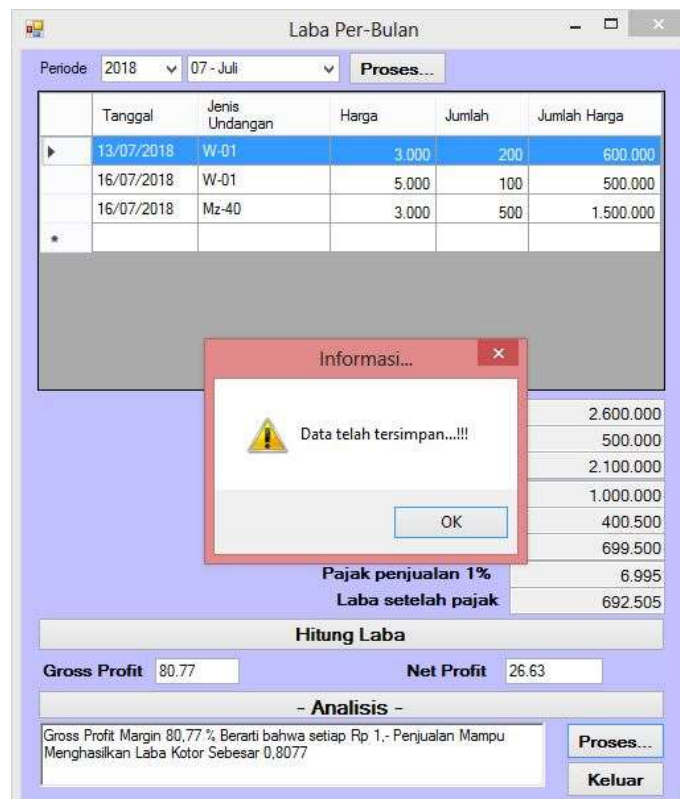 Laba Per-Bulan
Periode 2018 07 - Juli Proses...
Tanggal Jenis Undangan Harga Jumlah Jumlah Harga
13/07/2018 W-01 3.000 200 600.000
16/07/2018 W-01 5.000 100 500.000
16/07/2018 Mz-40 3.000 500 1.500.000
Informasi...
Data telah tersimpan...!!!
OK
2.600.000
500.000
2.100.000
1.000.000
400.500
699.500
Pajak penjualan 1% 6.995
Laba setelah pajak 692.505
Hitung Laba
Gross Profit 80.77 Net Profit 26.63
- Analisis -
Gross Profit Margin 80,77 % Berarti bahwa setiap Rp 1,- Penjualan Mampu
Menghasilkan Laba Kotor Sebesar 0,8077
Proses...
Keluar